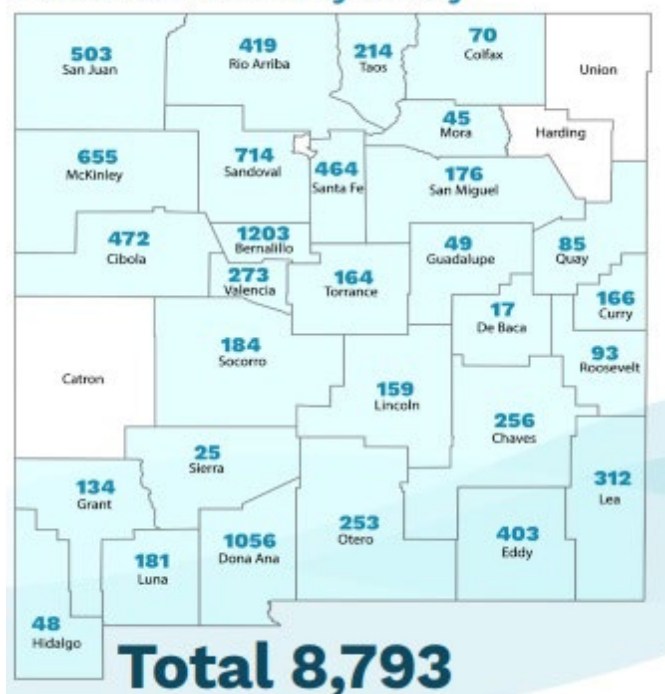 503
San Juan
419
Rio Arriba
214
Taos
70
Colfax
Union
45
Mora
Harding
655
McKinley
714
Sandoval
464
Santa Fe
176
San Miguel
472
Cibola
1203
Bernalillo
273
Valencia
164
Torrance
49
Guadalupe
85
Quay
166
Curry
17
De Baca
93
Roosevelt
Catron
184
Socorro
159
Lincoln
256
Chaves
25
Sierra
312
Lea
134
Grant
1056
Dona Ana
253
Otero
403
Eddy
181
Luna
48
Hidalgo
Total 8,793